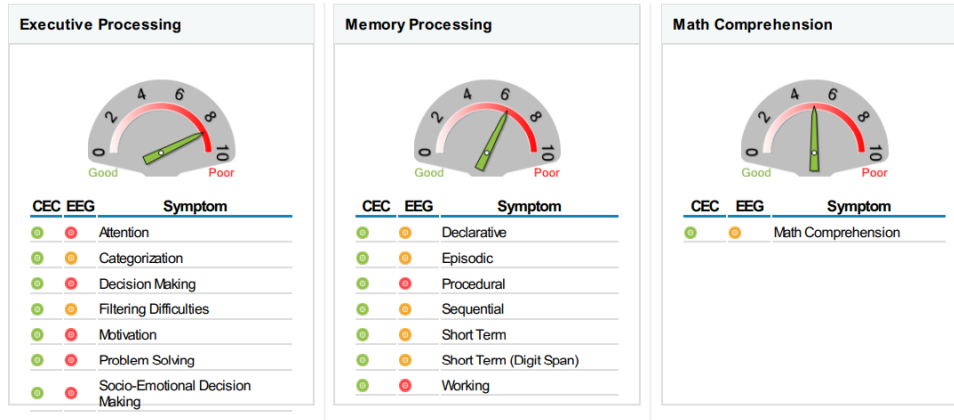 Executive Processing
0 2 4 6 8 10
Good Poor
CEC EEG Symptom
Attention
Categorization
Decision Making
Filtering Difficulties
Motivation
Problem Solving
Socio-Emotional Decision
Making
Memory Processing
0 2 4 6 8 10
Good Poor
CEC EEG Symptom
Declarative
Episodic
Procedural
Sequential
Short Term
Short Term (Digit Span)
Working
Math Comprehension
0 2 4 6 8 10
Good Poor
CEC EEG Symptom
Math Comprehension